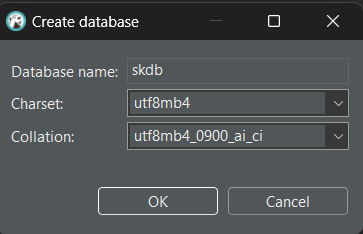 Create database
Database name: skdb
Charset: utf8mb4
Collation: utf8mb4_0900_ai_ci
OK Cancel